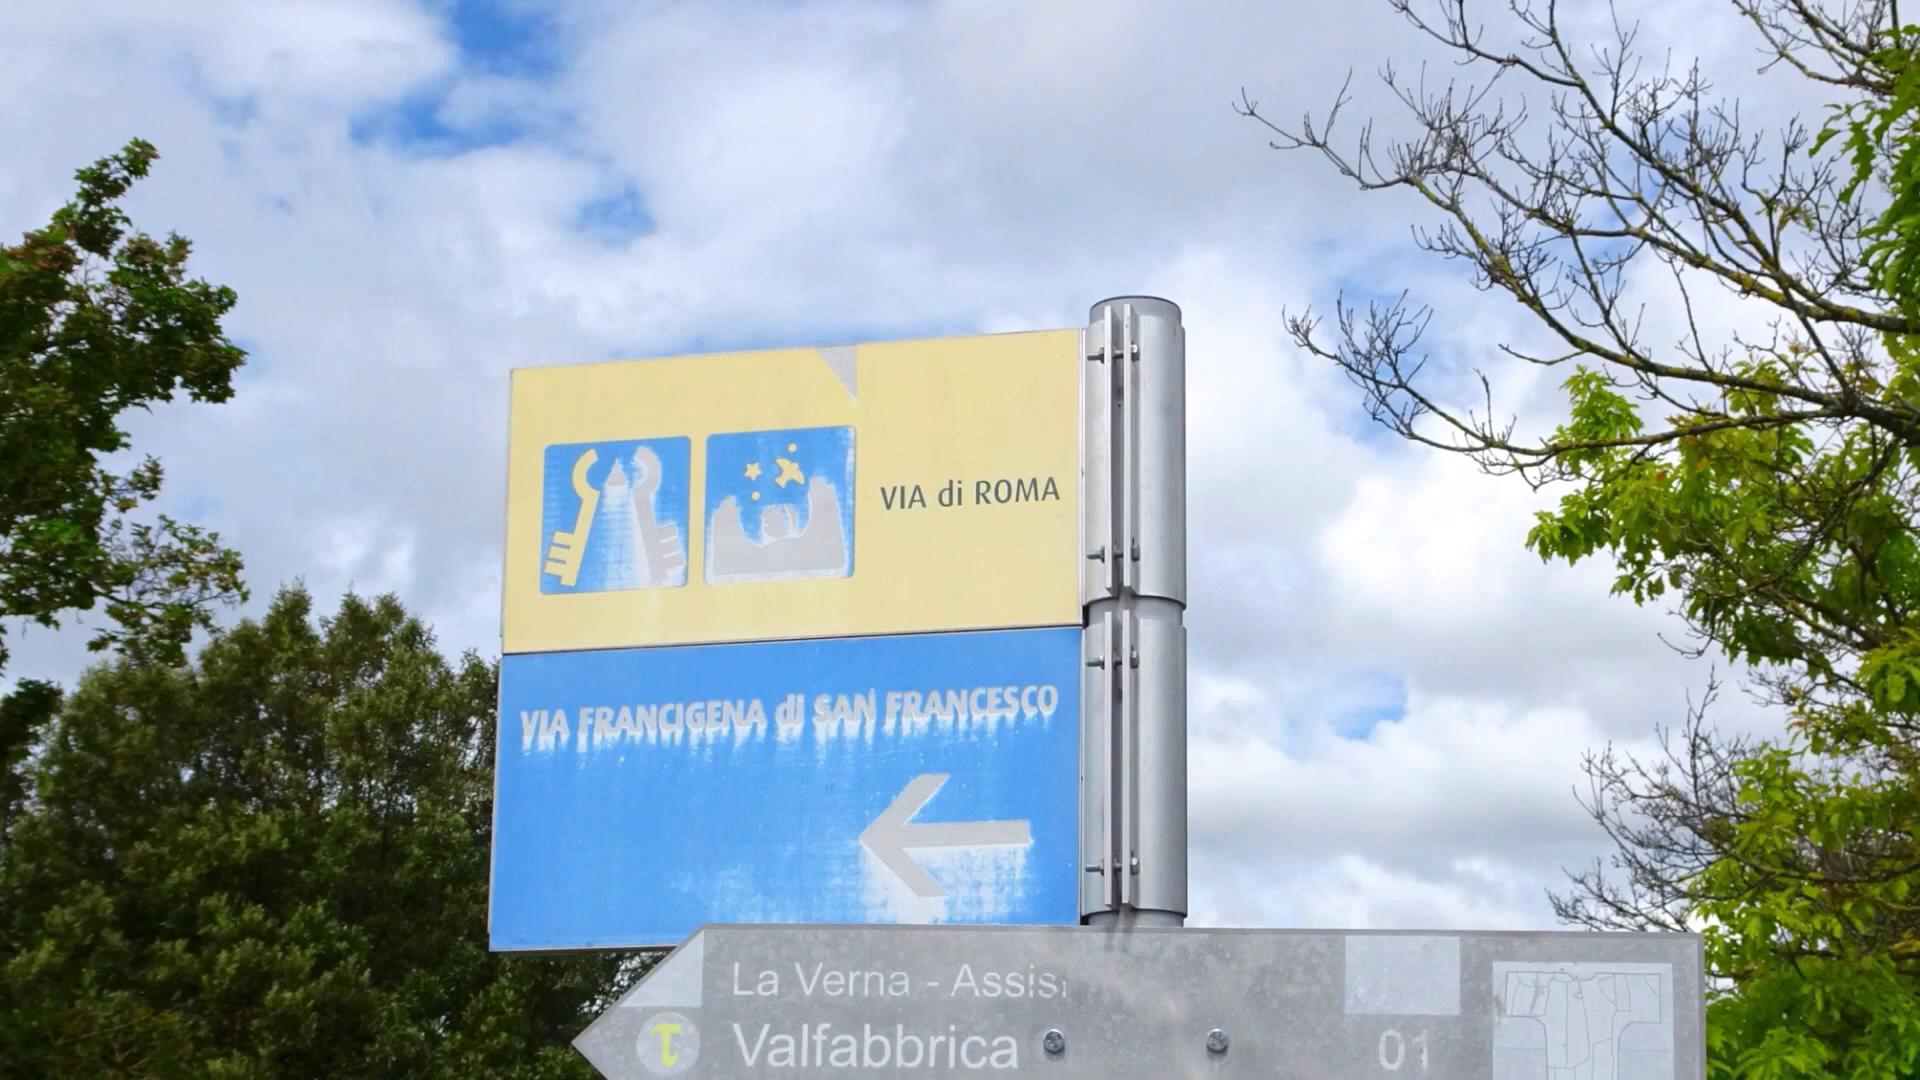 VIA di ROMA
VIA FRANCIGENA di SAN FRANCESCO
La Verna - Assisi
Valfabbrica
01